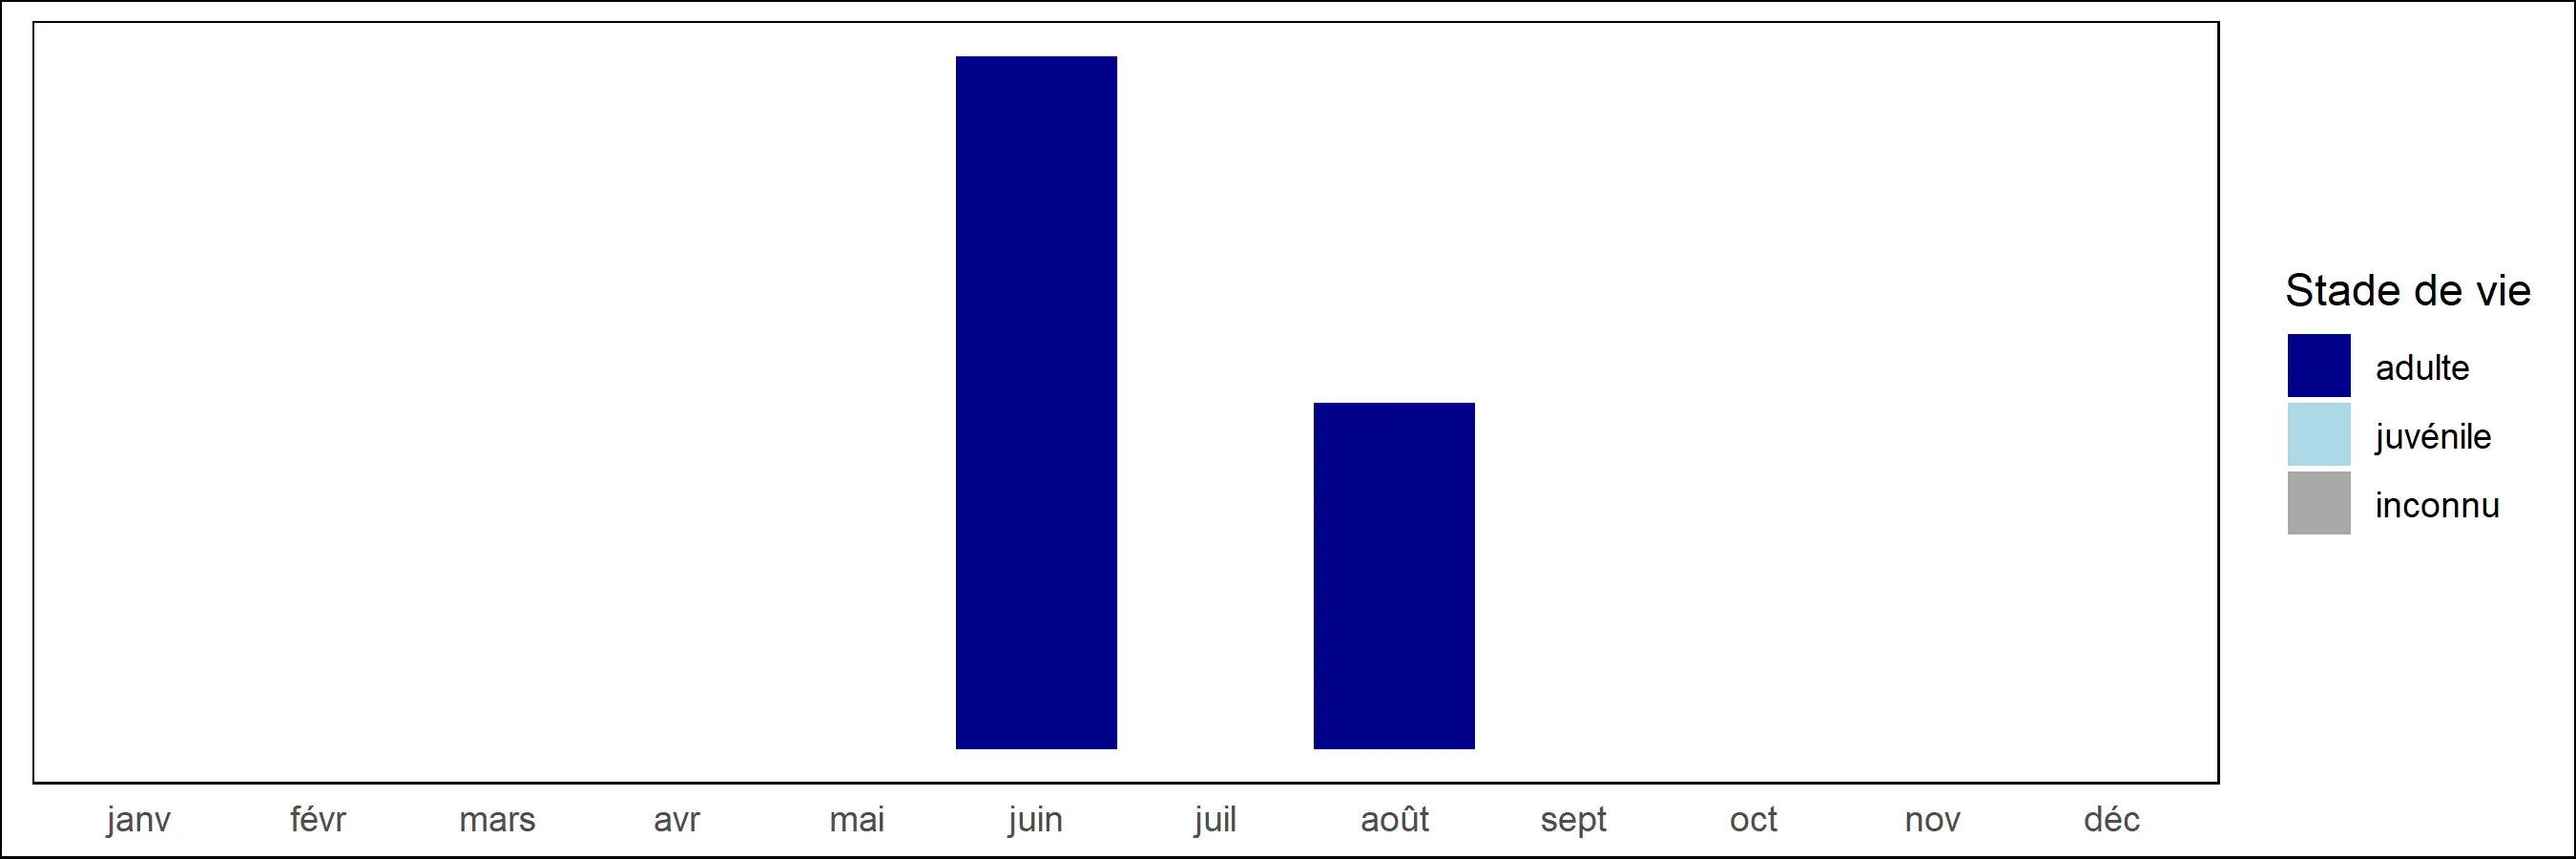 Stade de vie
adulte
juvénile
inconnu
janv févr mars avr mai juin juil août sept oct nov déc